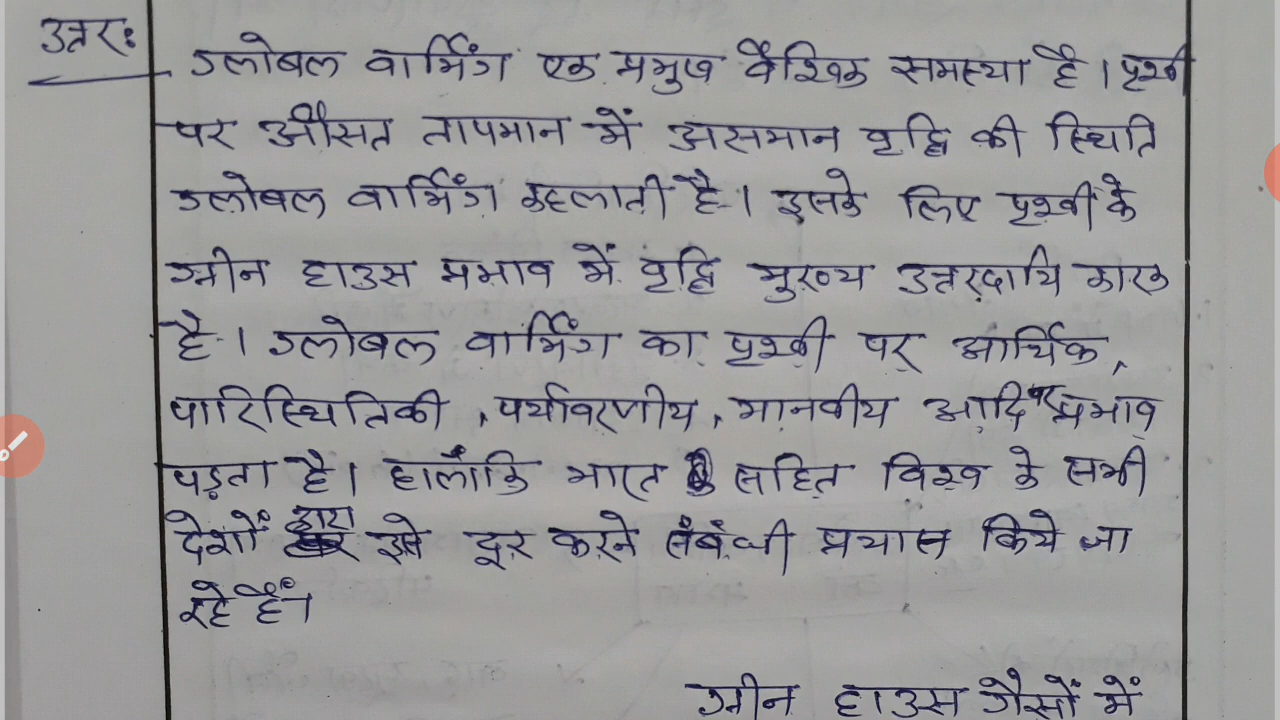 उत्तर:
ग्लोबल वार्मिंग एक प्रमुख वैश्विक समस्या है। पृथ्वी
पर औसत तापमान में असमान वृद्धि की स्थिति
ग्लोबल वार्मिंग कहलाती है। इसके लिए पृथ्वी के
ग्रीन हाउस प्रभाव में वृद्धि मुख्य उत्तरदायि कारक
है। ग्लोबल वार्मिंग का पृथ्वी पर आर्थिक,
पारिस्थितिकी, पर्यावरणीय, मानवीय आदि पर प्रभाव
पड़ता है। हालाँकि भारत सहित विश्व के सभी
देशों द्वारा इसे दूर करने संबंधी प्रयास किये जा
रहे हैं।
ग्रीन हाउस गैसों में